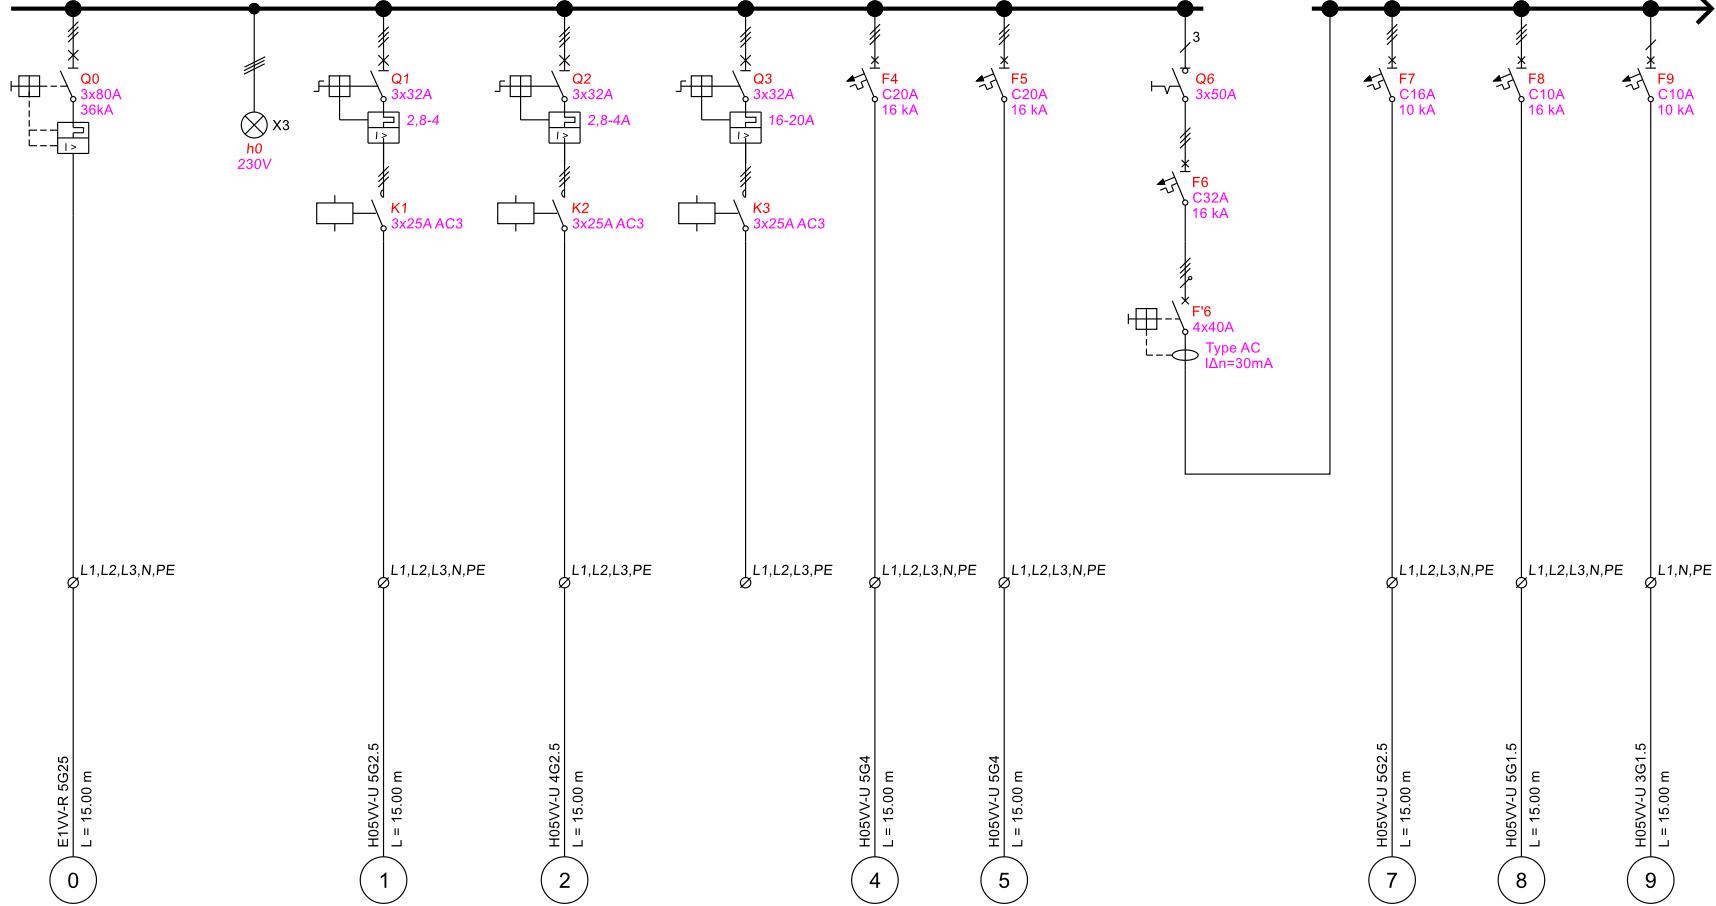 3
Q0
3x80A
36kA
I >
X3
h0
230V
Q1
3x32A
2,8-4
I >
K1
3x25A AC3
Q2
3x32A
2,8-4A
I >
K2
3x25A AC3
Q3
3x32A
16-20A
I >
K3
3x25A AC3
F4
C20A
16 kA
F5
C20A
16 kA
Q6
3x50A
F6
C32A
16 kA
F'6
4x40A
Type AC
IΔn=30mA
F7
C16A
10 kA
F8
C10A
16 kA
F9
C10A
10 kA
L1,L2,L3,N,PE
L1,L2,L3,N,PE
L1,L2,L3,PE
L1,L2,L3,PE
L1,L2,L3,N,PE
L1,L2,L3,N,PE
L1,L2,L3,N,PE
L1,L2,L3,N,PE
L1,N,PE
E1VV-R 5G25
L = 15.00 m
H05VV-U 5G2.5
L = 15.00 m
H05VV-U 4G2.5
L = 15.00 m
H05VV-U 5G4
L = 15.00 m
H05VV-U 5G4
L = 15.00 m
H05VV-U 5G2.5
L = 15.00 m
H05VV-U 5G1.5
L = 15.00 m
H05VV-U 3G1.5
L = 15.00 m
0
1
2
4
5
7
8
9